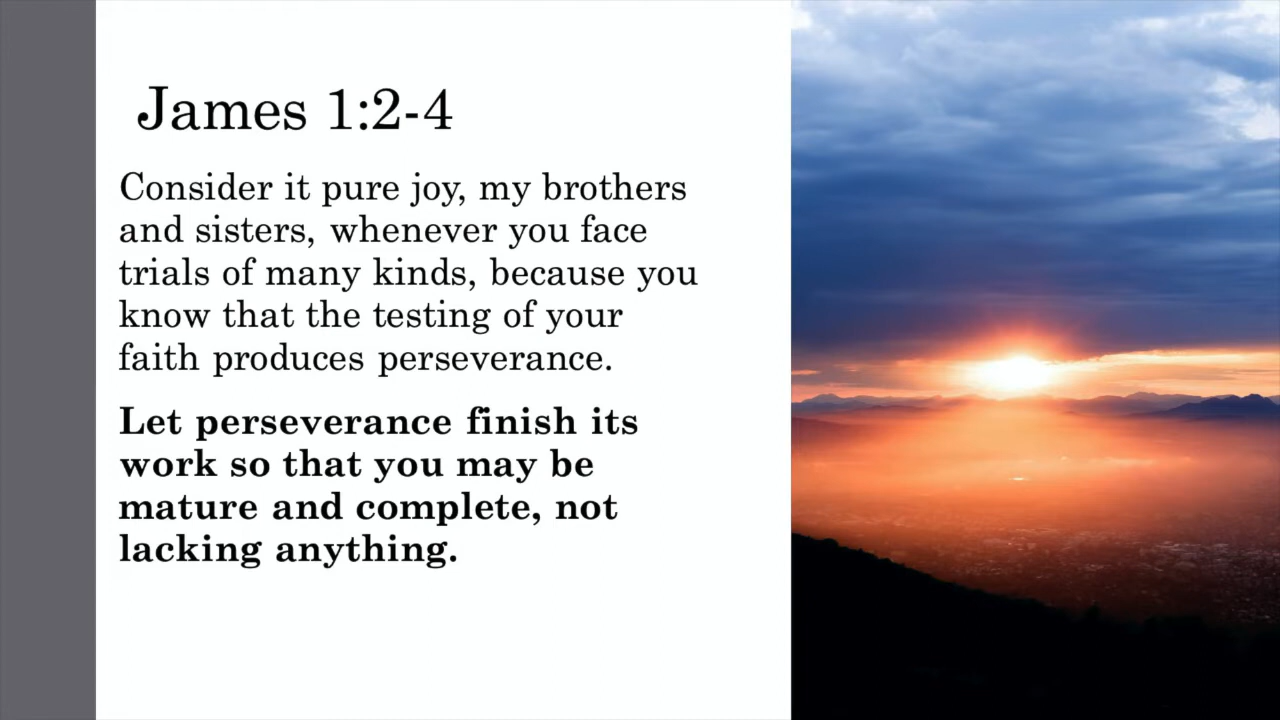 James 1:2-4
Consider it pure joy, my brothers
and sisters, whenever you face
trials of many kinds, because you
know that the testing of your
faith produces perseverance.
Let perseverance finish its
work so that you may be
mature and complete, not
lacking anything.